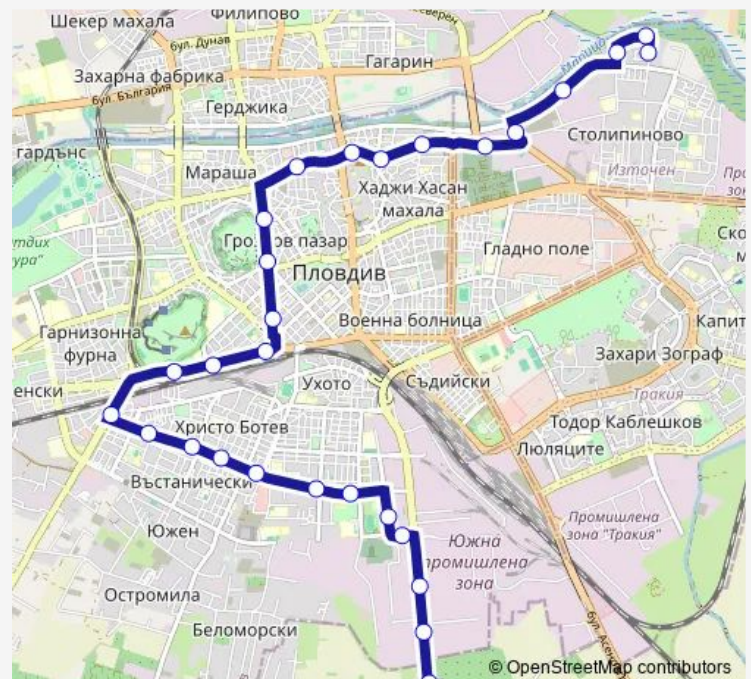 Шекер махала
Филипово
бул. Дунав
Гагарин
Марица
Захарна фабрика
бул. България
Герджика
Столипиново
гардънс
Мараша
Източен
Хаджи Хасан
махала
Гладно поле
Пловдив
Военна болница
Гарнизонна
фурна
Захари Зограф
Ухото
Съдийски
Тракия
Тодор Каблешков
Христо Ботев
Люляците
Въстанически
Южен
Южна
промишлена
зона
Промишлена
зона "Тракия"
Остромила
Беломорски
© OpenStreetMap contributors